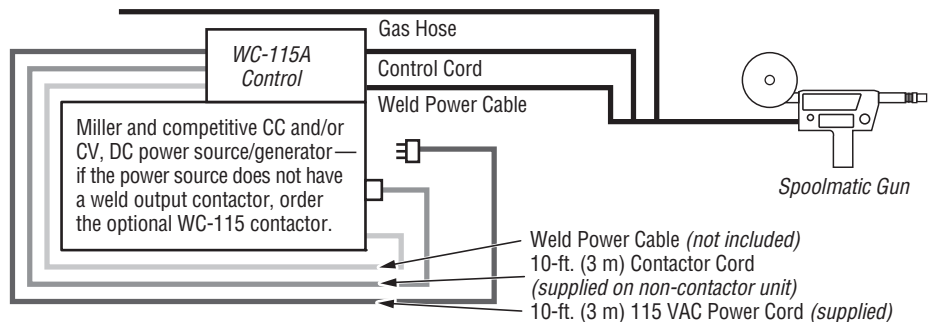 Gas Hose
WC-115A
Control
Control Cord
Weld Power Cable
Miller and competitive CC and/or
CV, DC power source/generator—
if the power source does not have
a weld output contactor, order
the optional WC-115 contactor.
Spoolmatic Gun
Weld Power Cable (not included)
10-ft. (3 m) Contactor Cord
(supplied on non-contactor unit)
10-ft. (3 m) 115 VAC Power Cord (supplied)